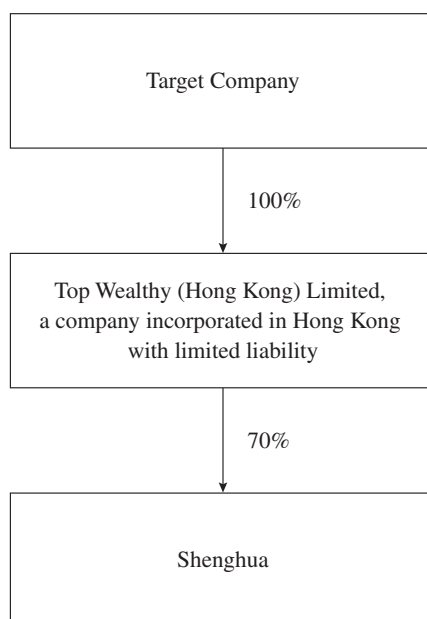 Target Company
100%
Top Wealthy (Hong Kong) Limited,
a company incorporated in Hong Kong
with limited liability
70%
Shenghua